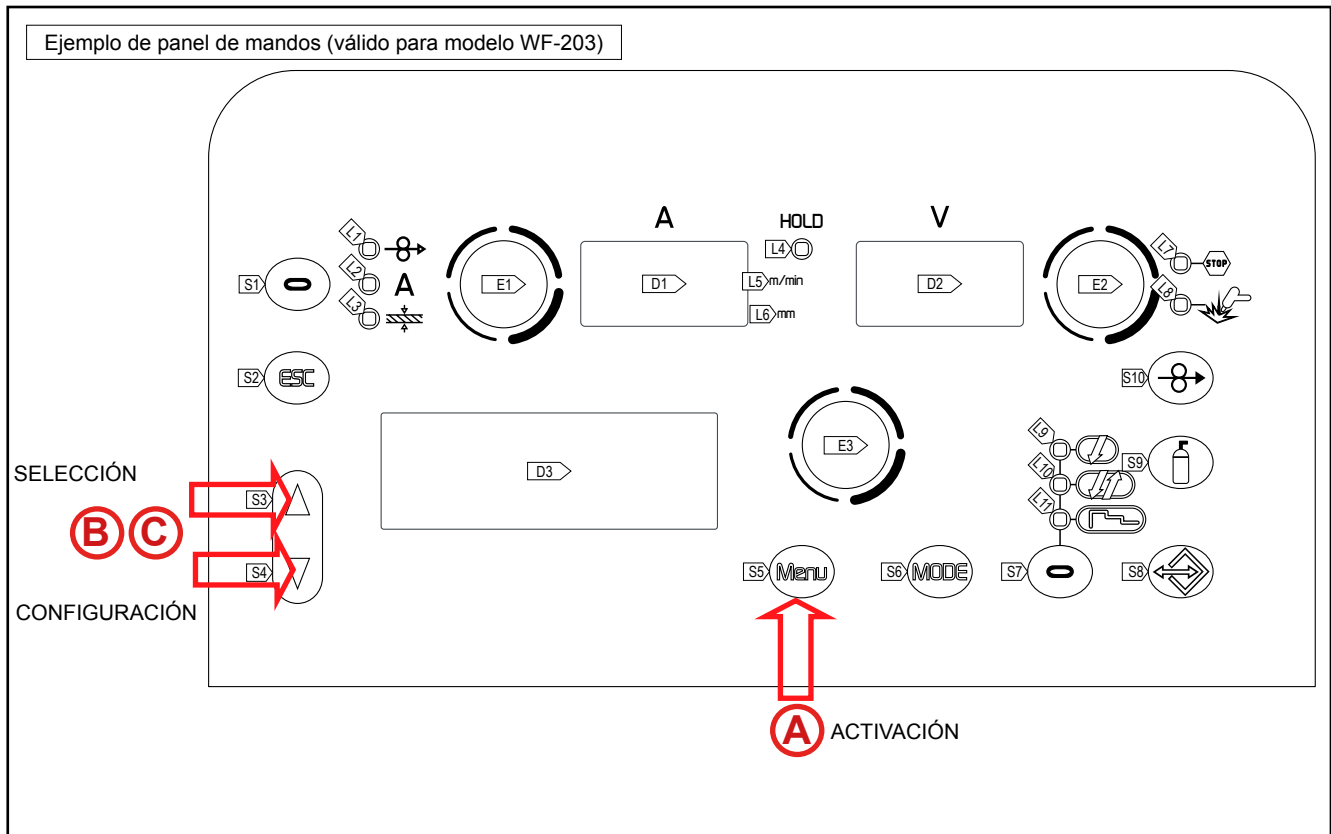 Ejemplo de panel de mandos (válido para modelo WF-203)
A
HOLD
V
L1
L2
A
L3
S1
E1
D1
L4
L5 m/min
L6 mm
D2
E2
L7
STOP
L8
S2
ESC
S10
D3
E3
L9
L10
L11
S9
SELECCIÓN
S3
B C
S4
CONFIGURACIÓN
S5 Menu
S6 MODE
S7
S8
A ACTIVACIÓN